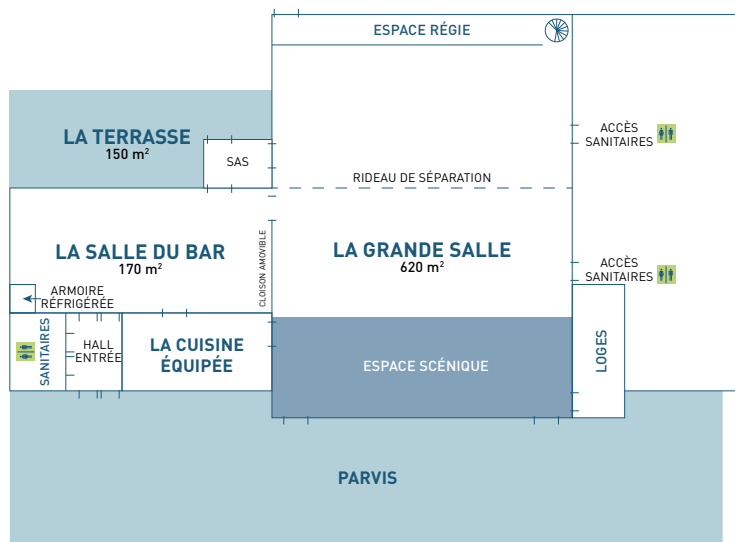 ESPACE RÉGIE
LA TERRASSE
150 m²
ACCÈS
SANITAIRES
SAS
RIDEAU DE SÉPARATION
LA SALLE DU BAR
170 m²
CLOISON AMOVIBLE
LA GRANDE SALLE
620 m²
ACCÈS
SANITAIRES
ARMOIRE
RÉFRIGÉRÉE
SANITAIRES
HALL
ENTRÉE
LA CUISINE
ÉQUIPÉE
ESPACE SCÉNIQUE
LOGES
PARVIS